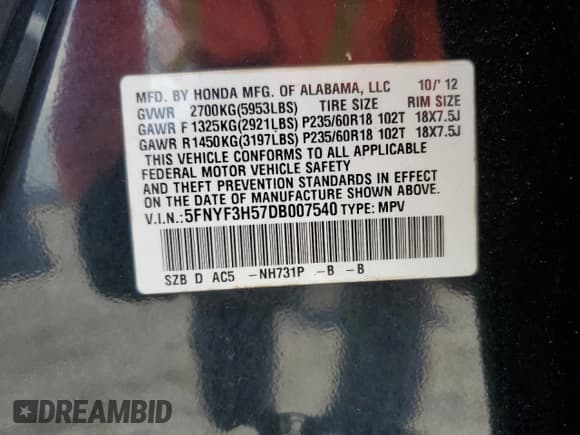 MFD. BY HONDA MFG. OF ALABAMA, LLC 10/' 12
GVWR 2700KG(5953LBS) TIRE SIZE RIM SIZE
GAWR F1325KG(2921LBS)P235/60R18 102T 18X7.5J
GAWR R1450KG(3197LBS)P235/60R18 102T 18X7.5J
THIS VEHICLE CONFORMS TO ALL APPLICABLE
FEDERAL MOTOR VEHICLE SAFETY
AND THEFT PREVENTION STANDARDS IN EFFECT
ON THE DATE OF MANUFACTURE SHOWN ABOVE.
V.I.N.:5FNYF3H57DB007540 TYPE: MPV
SZB D AC5 -NH731P -B -B
DREAMBID